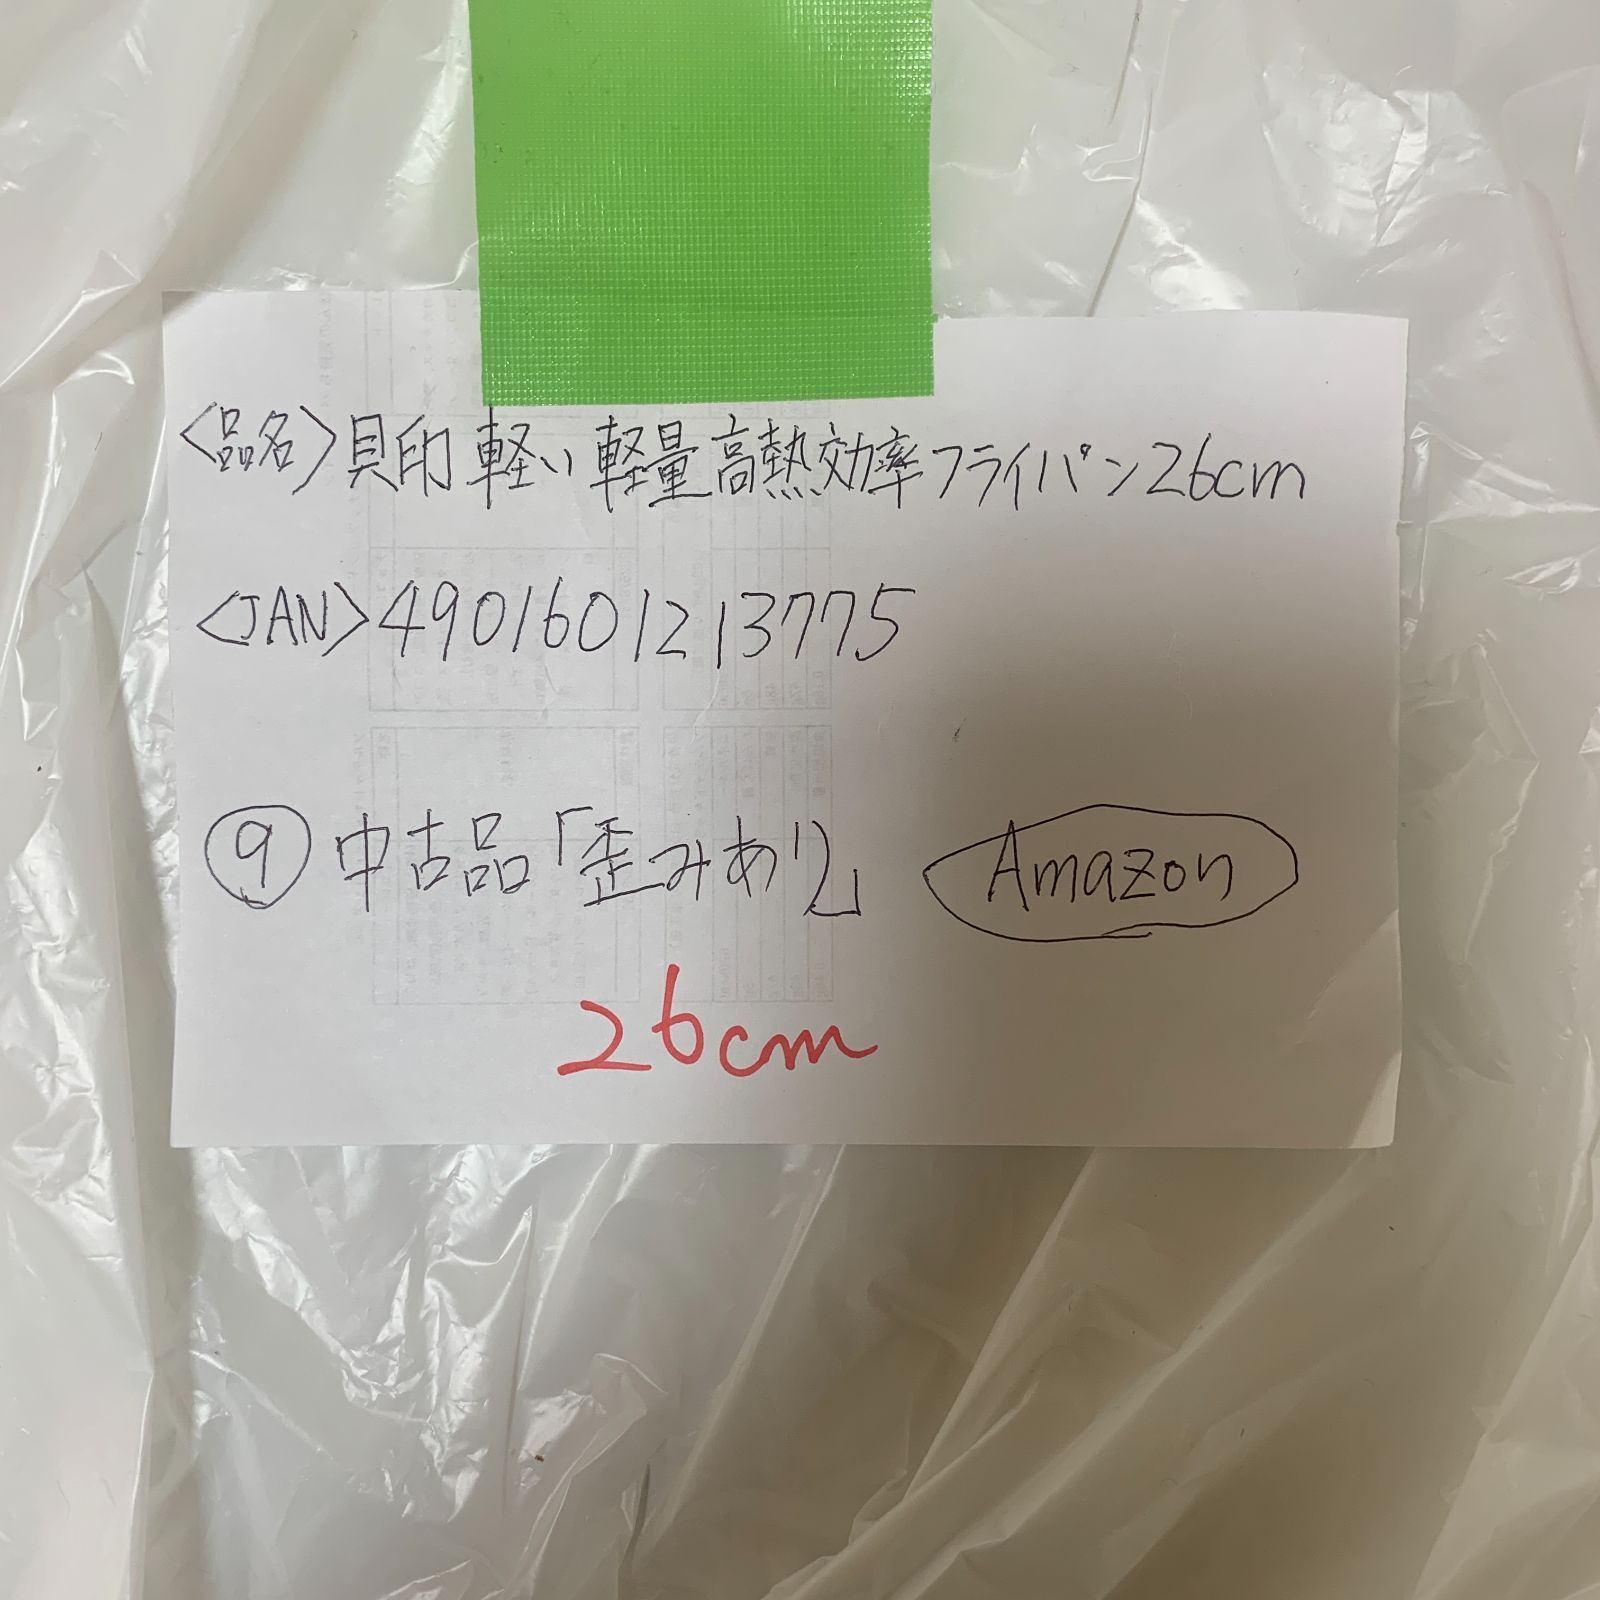 <品名>貝印 軽い 軽量高熱効率フライパン26cm
<JAN>4901601213775
⑨ 中古品「歪みあり」 Amazon
26cm